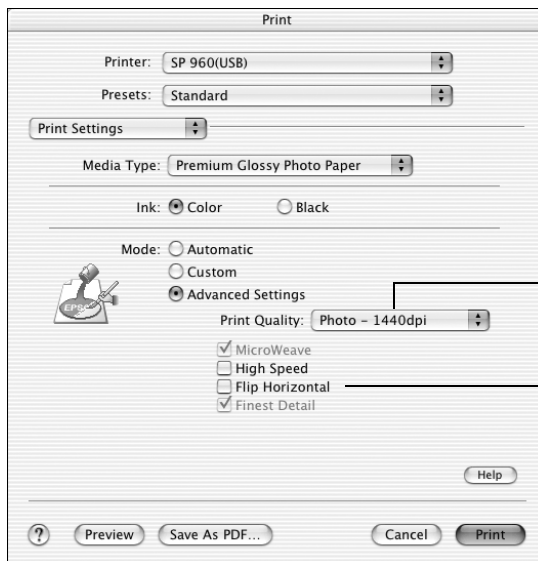 Print
Printer: SP 960(USB)
Presets: Standard
Print Settings
Media Type: Premium Glossy Photo Paper
Ink: Color Black
Mode: Automatic
Custom
EPSON
Advanced Settings
Print Quality: Photo – 1440dpi
MicroWeave
High Speed
Flip Horizontal
Finest Detail
Help
? Preview Save As PDF... Cancel Print